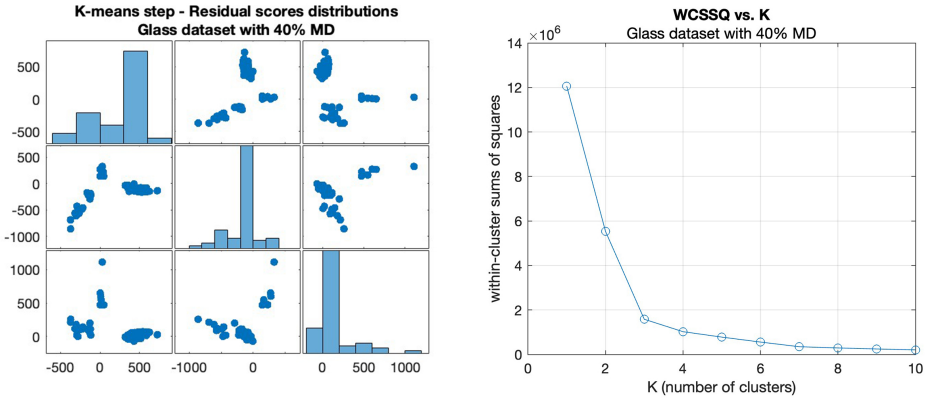 K-means step - Residual scores distributions
Glass dataset with 40% MD
500
0
-500
500
0
-500
-1000
1000
500
0
-500 0 500
-1000 0
0 500 1000
WCSSQ vs. K
Glass dataset with 40% MD
×10⁶
14
12
10
8
6
4
2
0
within-cluster sums of squares
0 2 4 6 8 10
K (number of clusters)